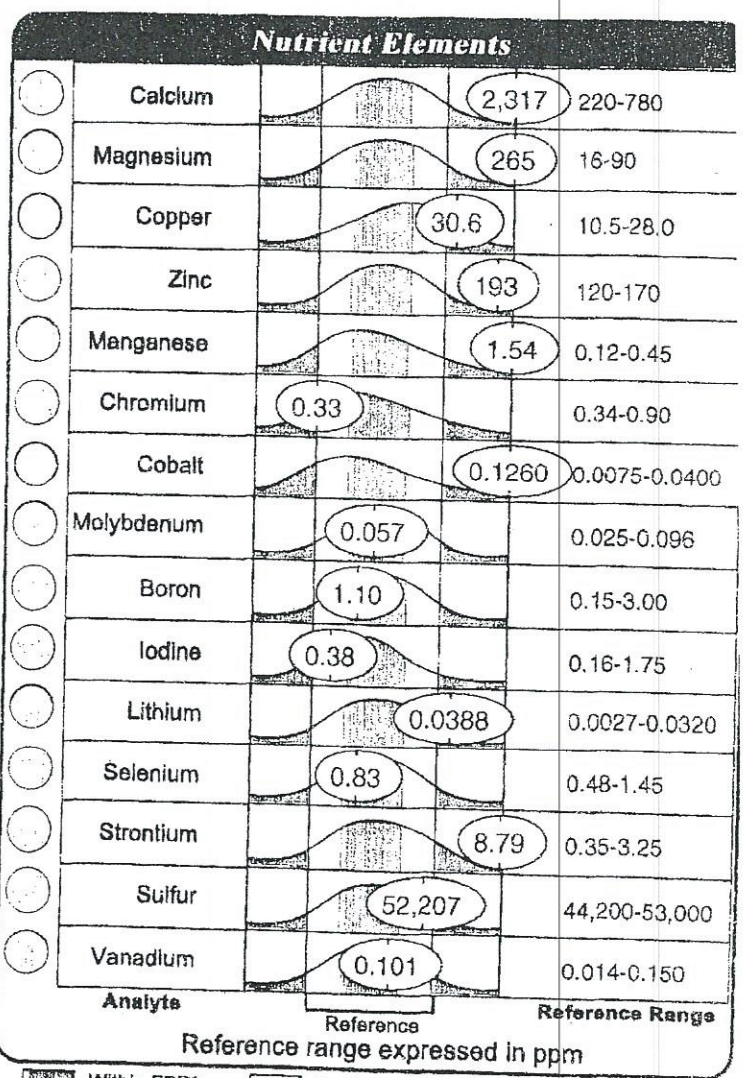 Nutrient Elements
Calcium 2,317 220-780
Magnesium 265 16-90
Copper 30.6 10.5-28.0
Zinc 193 120-170
Manganese 1.54 0.12-0.45
Chromium 0.33 0.34-0.90
Cobalt 0.1260 0.0075-0.0400
Molybdenum 0.057 0.025-0.096
Boron 1.10 0.15-3.00
Iodine 0.38 0.16-1.75
Lithium 0.0388 0.0027-0.0320
Selenium 0.83 0.48-1.45
Strontium 8.79 0.35-3.25
Sulfur 52,207 44,200-53,000
Vanadium 0.101 0.014-0.150
Analyte Reference Reference Range
Reference range expressed in ppm